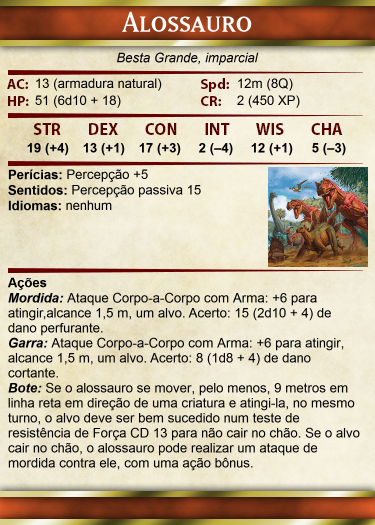 ALOSSAURO
Besta Grande, imparcial
AC: 13 (armadura natural) Spd: 12m (8Q)
HP: 51 (6d10 + 18) CR: 2 (450 XP)
STR DEX CON INT WIS CHA
19 (+4) 13 (+1) 17 (+3) 2 (–4) 12 (+1) 5 (–3)
Perícias: Percepção +5
Sentidos: Percepção passiva 15
Idiomas: nenhum
Ações
Mordida: Ataque Corpo-a-Corpo com Arma: +6 para
atingir,alcance 1,5 m, um alvo. Acerto: 15 (2d10 + 4) de
dano perfurante.
Garra: Ataque Corpo-a-Corpo com Arma: +6 para atingir,
alcance 1,5 m, um alvo. Acerto: 8 (1d8 + 4) de dano
cortante.
Bote: Se o alossauro se mover, pelo menos, 9 metros em
linha reta em direção de uma criatura e atingi-la, no mesmo
turno, o alvo deve ser bem sucedido num teste de
resistência de Força CD 13 para não cair no chão. Se o alvo
cair no chão, o alossauro pode realizar um ataque de
mordida contra ele, com uma ação bônus.